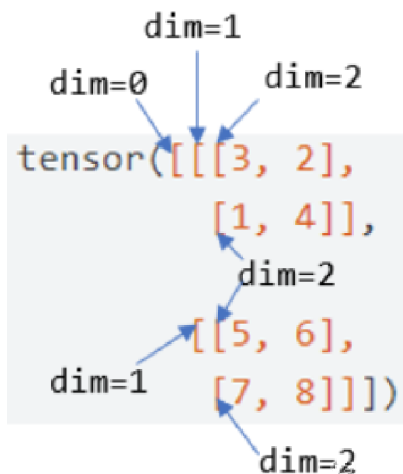 dim=1
dim=0 dim=2
tensor([[[3, 2],
[1, 4]],
dim=2
[[5, 6],
dim=1
[7, 8]]])
dim=2